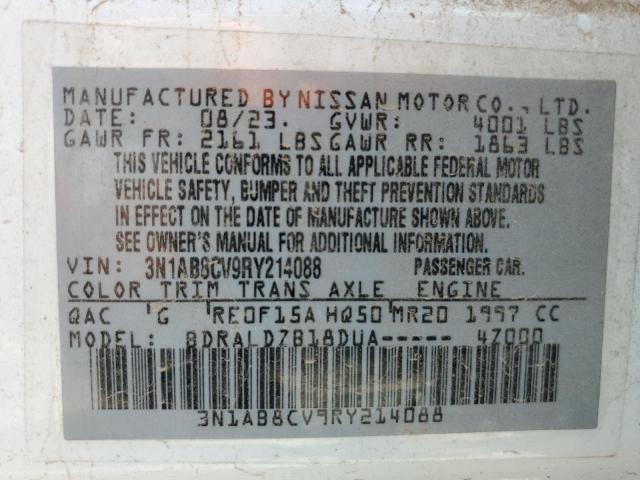 MANUFACTURED BY NISSAN MOTOR CO., LTD.
DATE: 08/23. GVWR: 4001 LBS
GAWR FR: 2161 LBS GAWR RR: 1863 LBS
THIS VEHICLE CONFORMS TO ALL APPLICABLE FEDERAL MOTOR
VEHICLE SAFETY, BUMPER AND THEFT PREVENTION STANDARDS
IN EFFECT ON THE DATE OF MANUFACTURE SHOWN ABOVE.
SEE OWNER'S MANUAL FOR ADDITIONAL INFORMATION.
VIN: 3N1AB8CV9RY214088 PASSENGER CAR.
COLOR TRIM TRANS AXLE ENGINE
QAC G RE0F15A HQ50 MR20 1997 CC
MODEL: BDRALDZB18DUA----- 4Z000
3N1AB8CV9RY214088